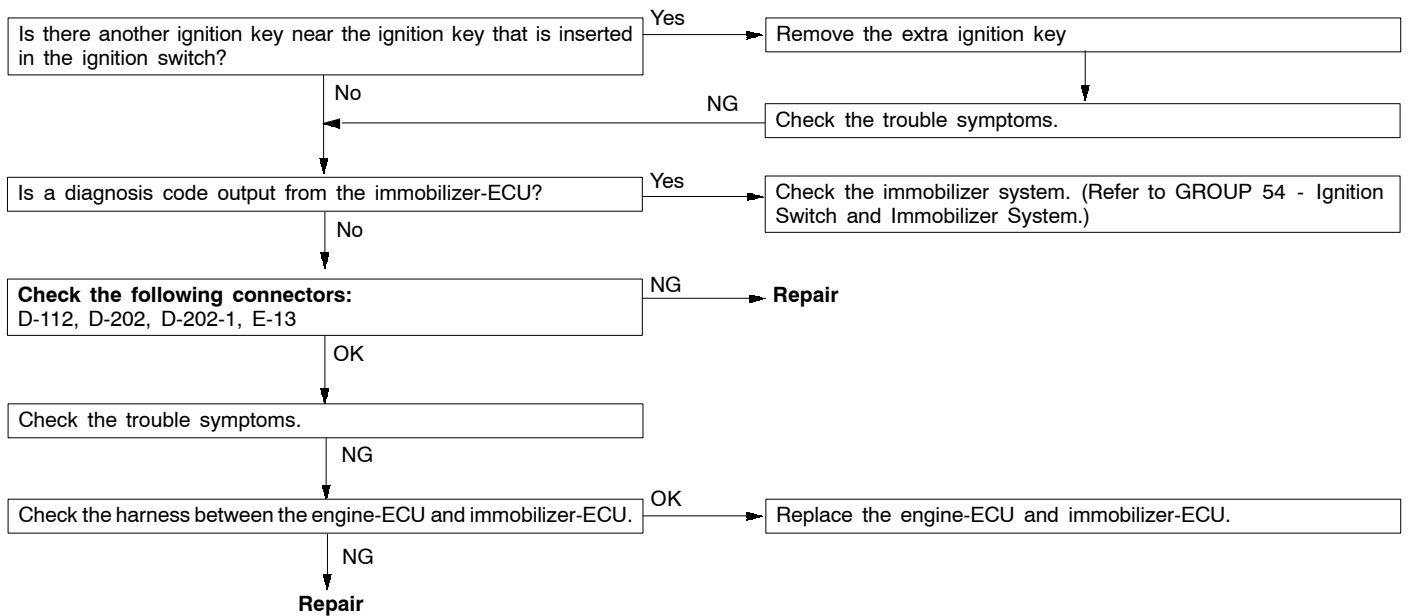 Is there another ignition key near the ignition key that is inserted
in the ignition switch?
Yes
Remove the extra ignition key
No
NG
Check the trouble symptoms.
Is a diagnosis code output from the immobilizer-ECU?
Yes
Check the immobilizer system. (Refer to GROUP 54 - Ignition
Switch and Immobilizer System.)
No
Check the following connectors:
D-112, D-202, D-202-1, E-13
NG
Repair
OK
Check the trouble symptoms.
NG
Check the harness between the engine-ECU and immobilizer-ECU.
OK
Replace the engine-ECU and immobilizer-ECU.
NG
Repair